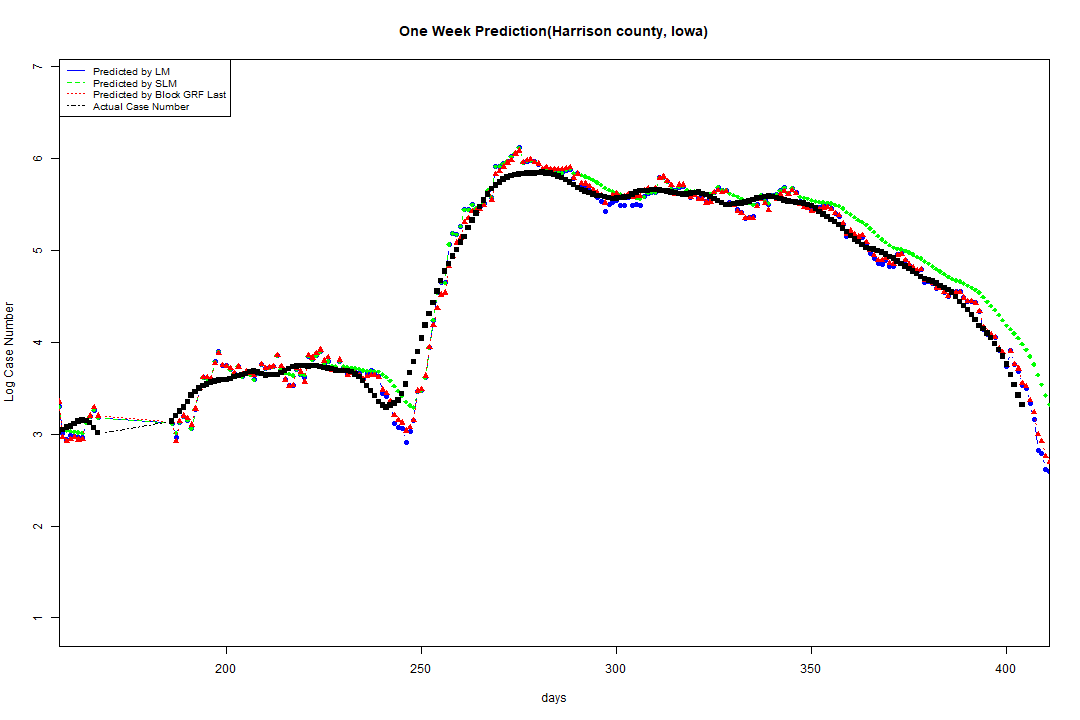 One Week Prediction(Harrison county, Iowa)
Predicted by LM
Predicted by SLM
Predicted by Block GRF Last
Actual Case Number
7
6
5
4
3
2
1
Log Case Number
200 250 300 350 400
days